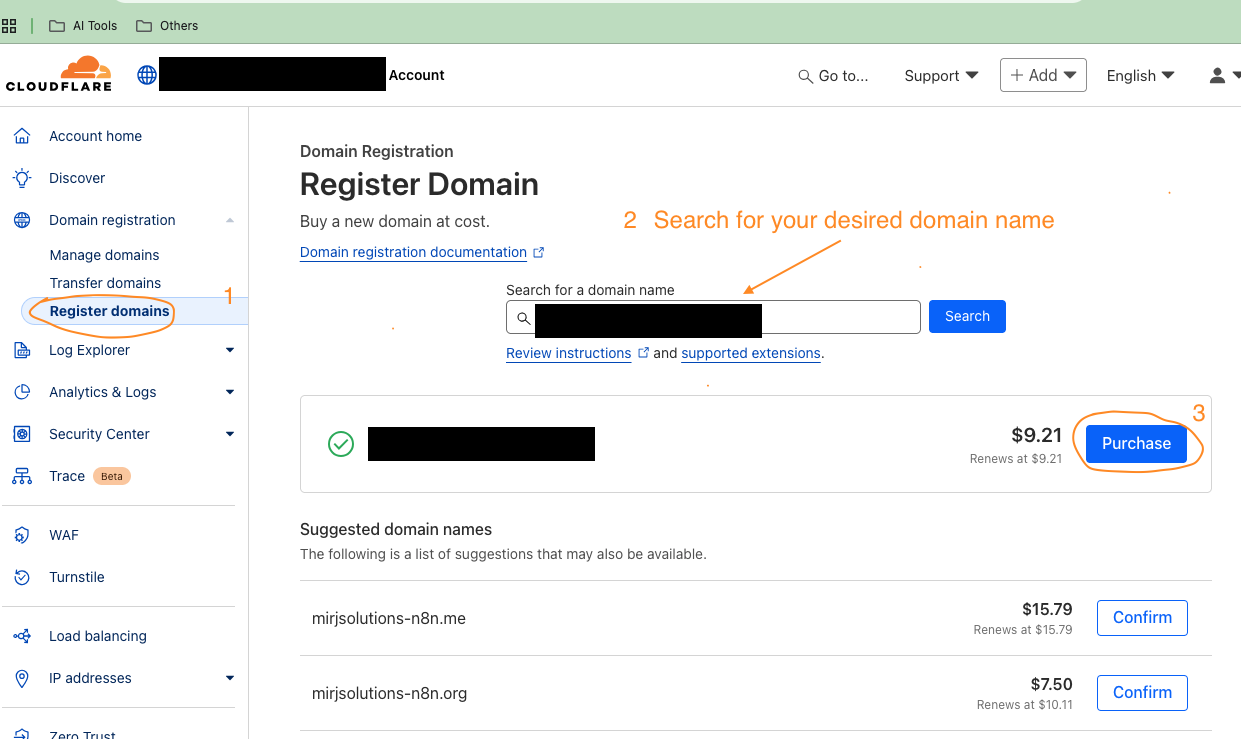 AI Tools
Others
CLOUDFLARE
Account
Go to...
Support
+ Add
English
Account home
Discover
Domain registration
Manage domains
Transfer domains
Register domains
1
Log Explorer
Analytics & Logs
Security Center
Trace Beta
WAF
Turnstile
Load balancing
IP addresses
Zero Trust
Domain Registration
Register Domain
Buy a new domain at cost.
2 Search for your desired domain name
Domain registration documentation
Search for a domain name
Search
Review instructions and supported extensions.
3
$9.21
Renews at $9.21
Purchase
Suggested domain names
The following is a list of suggestions that may also be available.
mirjsolutions-n8n.me
$15.79
Renews at $15.79
Confirm
mirjsolutions-n8n.org
$7.50
Renews at $10.11
Confirm